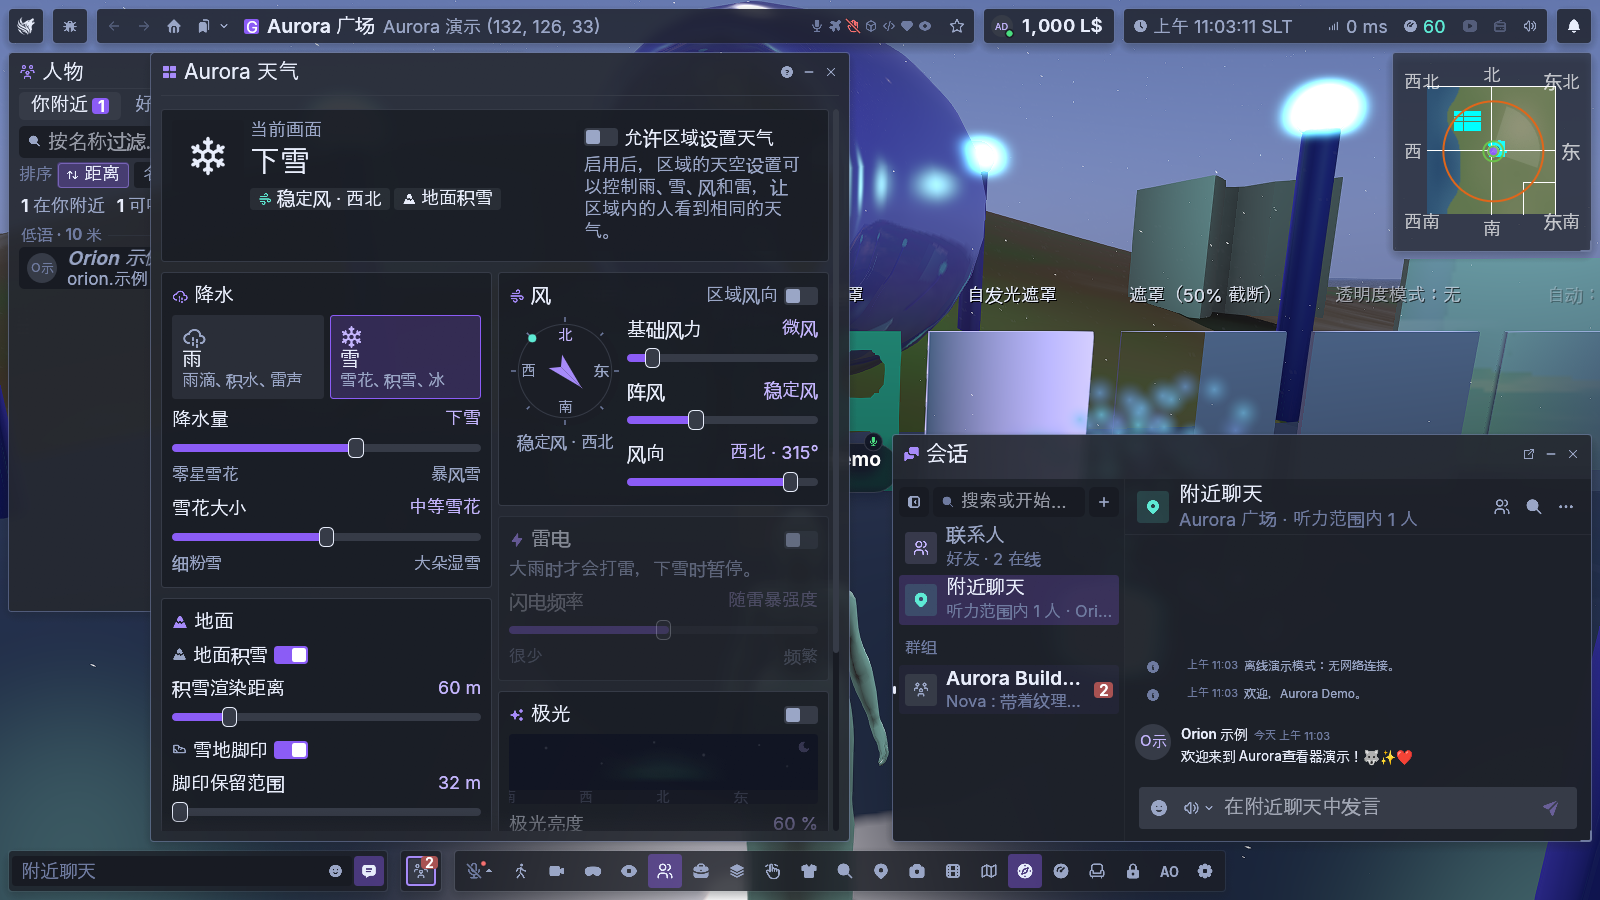 Aurora 广场 Aurora 演示 (132, 126, 33)
AD 1,000 L$
上午 11:03:11 SLT
0 ms
60
人物
你附近 1
好
按名称过滤...
排序
距离
1 在你附近
低语 · 10 米
O示
Orion
orion.示例
Aurora 天气
当前画面
下雪
稳定风 · 西北
地面积雪
允许区域设置天气
启用后，区域的天空设置可
以控制雨、雪、风和雷，让
区域内的人看到相同的天
气。
降水
雨
雨滴、积水、雷声
雪
雪花、积雪、冰
降水量
下雪
零星雪花
暴风雪
雪花大小
中等雪花
细粉雪
大朵湿雪
地面
地面积雪
积雪渲染距离
60 m
雪地脚印
脚印保留范围
32 m
风
区域风向
北
西
东
南
稳定风 · 西北
基础风力
微风
阵风
稳定风
风向
西北 · 315°
雷电
大雨时才会打雷，下雪时暂停。
闪电频率
随雷暴强度
很少
频繁
极光
西
北
东
极光亮度
60 %
西北
北
东北
西
东
西南
南
东南
自发光遮罩
遮罩（50% 截断）
透明度模式：无
自动：
emo
会话
搜索或开始...
联系人
好友 · 2 在线
附近聊天
听力范围内 1 人 · Ori...
群组
Aurora Build...
Nova : 带着纹理...
2
附近聊天
Aurora 广场 · 听力范围内 1 人
上午 11:03 离线演示模式：无网络连接。
上午 11:03 欢迎，Aurora Demo。
O示
Orion 示例 今天 上午 11:03
欢迎来到 Aurora查看器演示！🐺✨❤️
在附近聊天中发言
附近聊天
2
AO